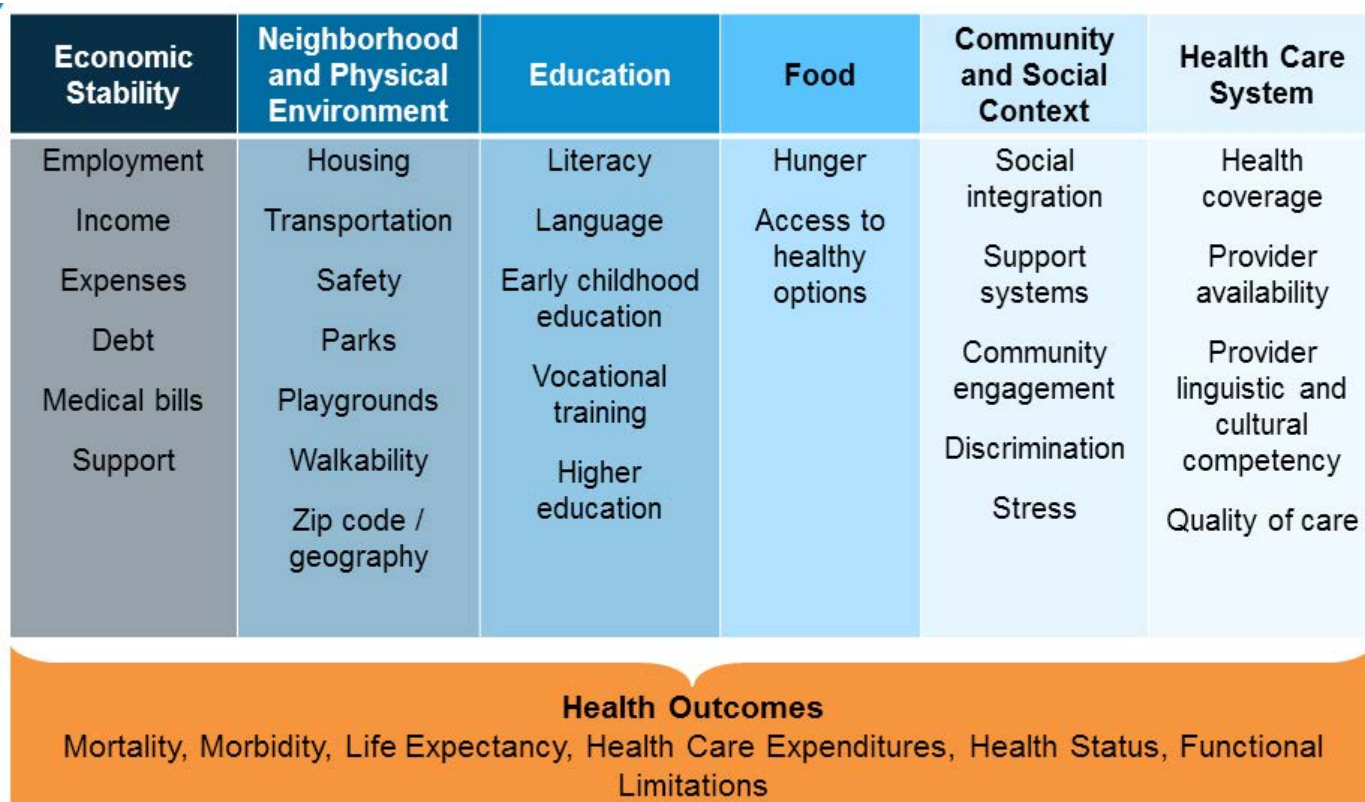 Economic
Stability
Neighborhood
and Physical
Environment
Education
Food
Community
and Social
Context
Health Care
System
Employment
Income
Expenses
Debt
Medical bills
Support
Housing
Transportation
Safety
Parks
Playgrounds
Walkability
Zip code /
geography
Literacy
Language
Early childhood
education
Vocational
training
Higher
education
Hunger
Access to
healthy
options
Social
integration
Support
systems
Community
engagement
Discrimination
Stress
Health
coverage
Provider
availability
Provider
linguistic and
cultural
competency
Quality of care
Health Outcomes
Mortality, Morbidity, Life Expectancy, Health Care Expenditures, Health Status, Functional
Limitations